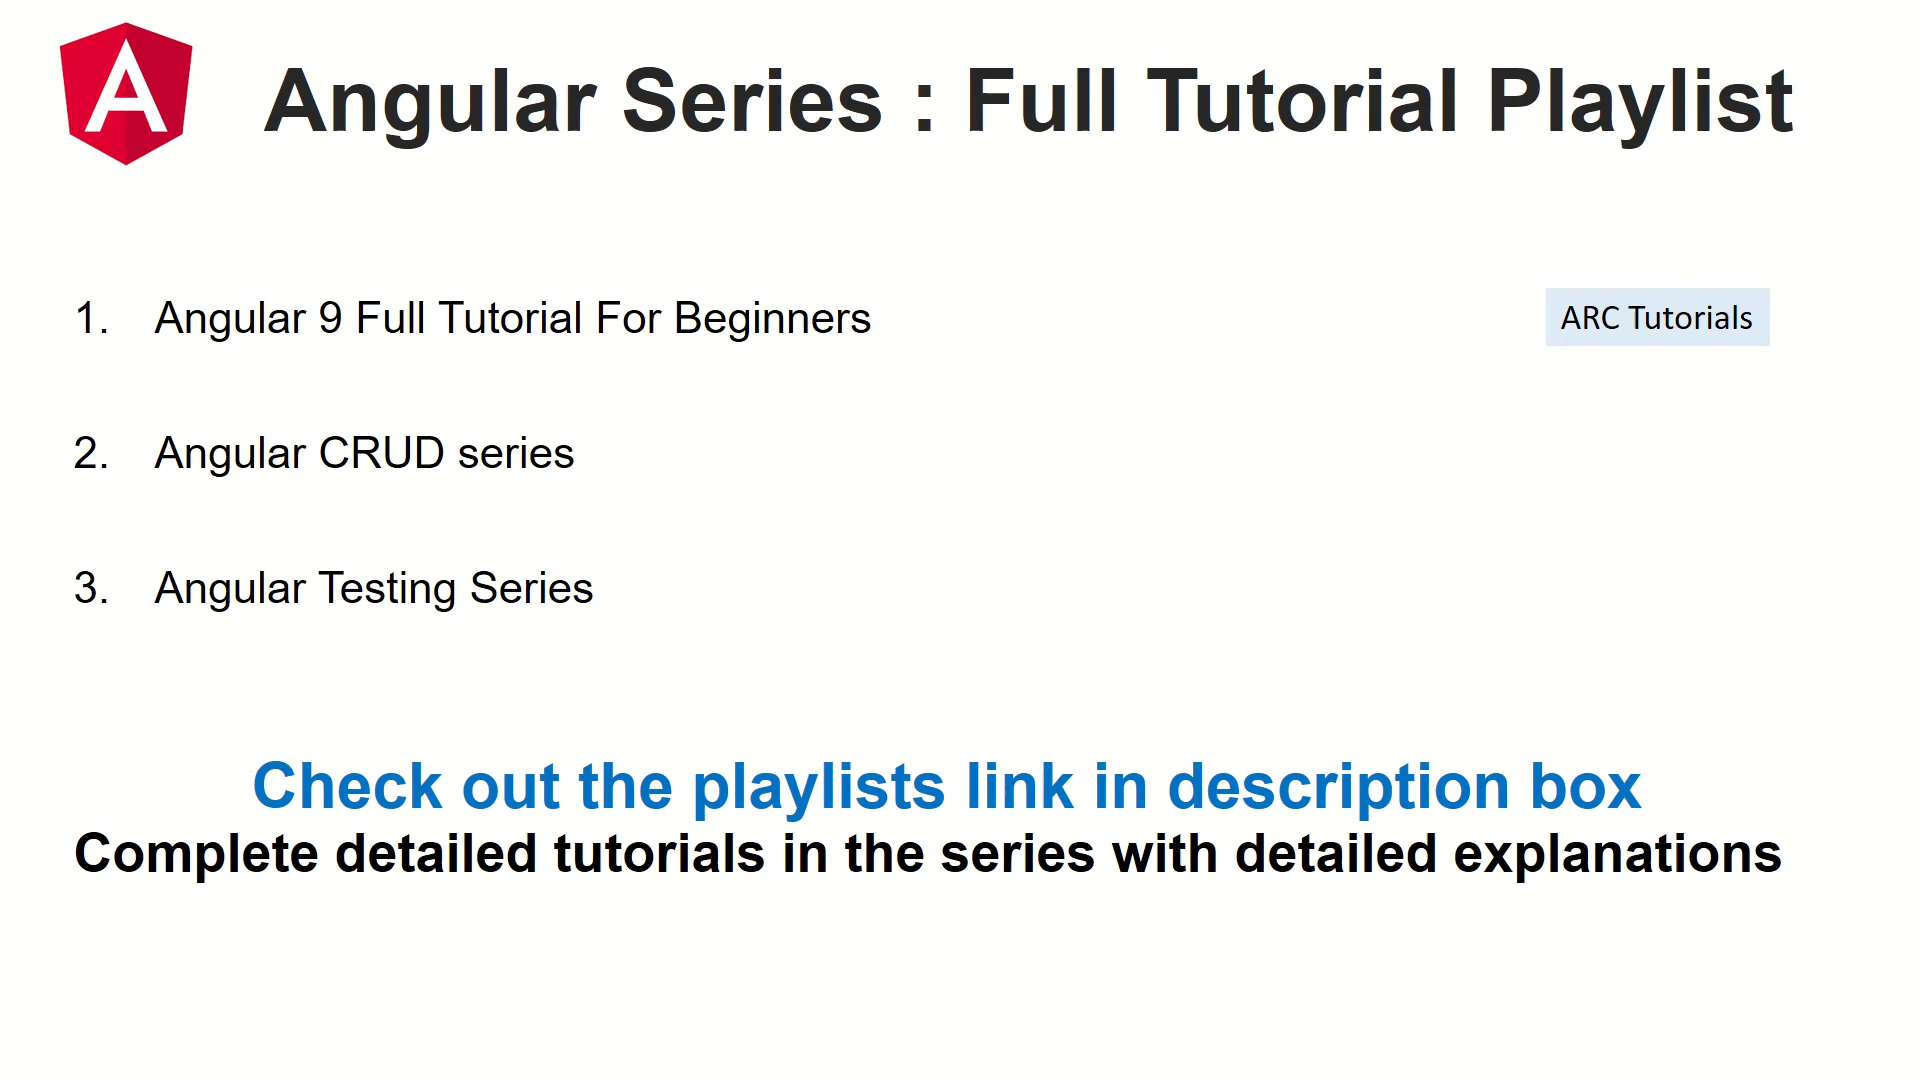 Angular Series : Full Tutorial Playlist
1. Angular 9 Full Tutorial For Beginners
ARC Tutorials
2. Angular CRUD series
3. Angular Testing Series
Check out the playlists link in description box
Complete detailed tutorials in the series with detailed explanations